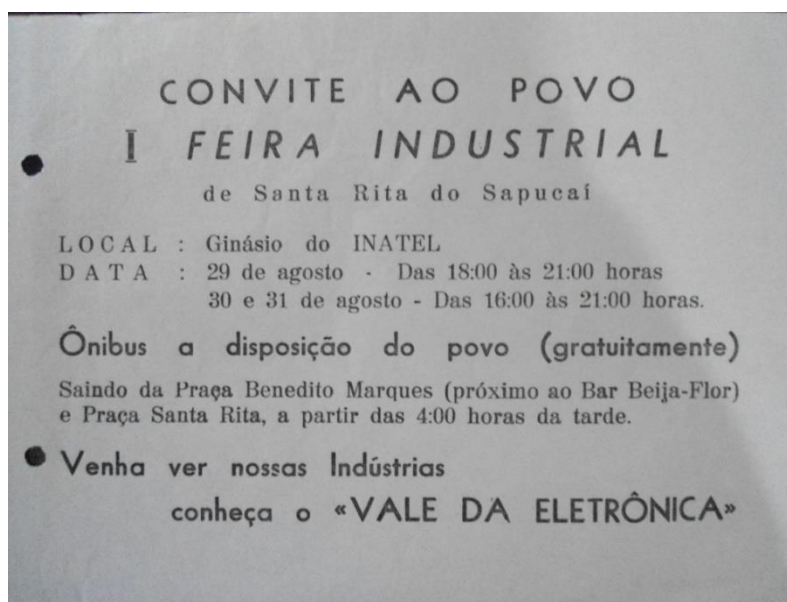 CONVITE AO POVO
I FEIRA INDUSTRIAL
de Santa Rita do Sapucaí
LOCAL : Ginásio do INATEL
DATA : 29 de agosto - Das 18:00 às 21:00 horas
30 e 31 de agosto - Das 16:00 às 21:00 horas.
Ônibus a disposição do povo (gratuitamente)
Saindo da Praça Benedito Marques (próximo ao Bar Beija-Flor)
e Praça Santa Rita, a partir das 4:00 horas da tarde.
Venha ver nossas Indústrias
conheça o «VALE DA ELETRÔNICA»